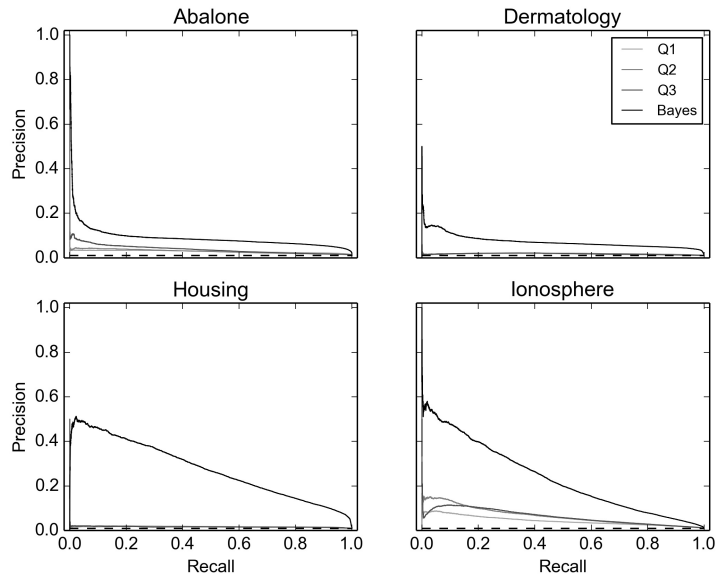 Abalone
1.0
0.8
0.6
0.4
0.2
0.0
Precision
Dermatology
Q1
Q2
Q3
Bayes
Housing
1.0
0.8
0.6
0.4
0.2
0.0
Precision
0.0 0.2 0.4 0.6 0.8 1.0
Recall
Ionosphere
0.0 0.2 0.4 0.6 0.8 1.0
Recall